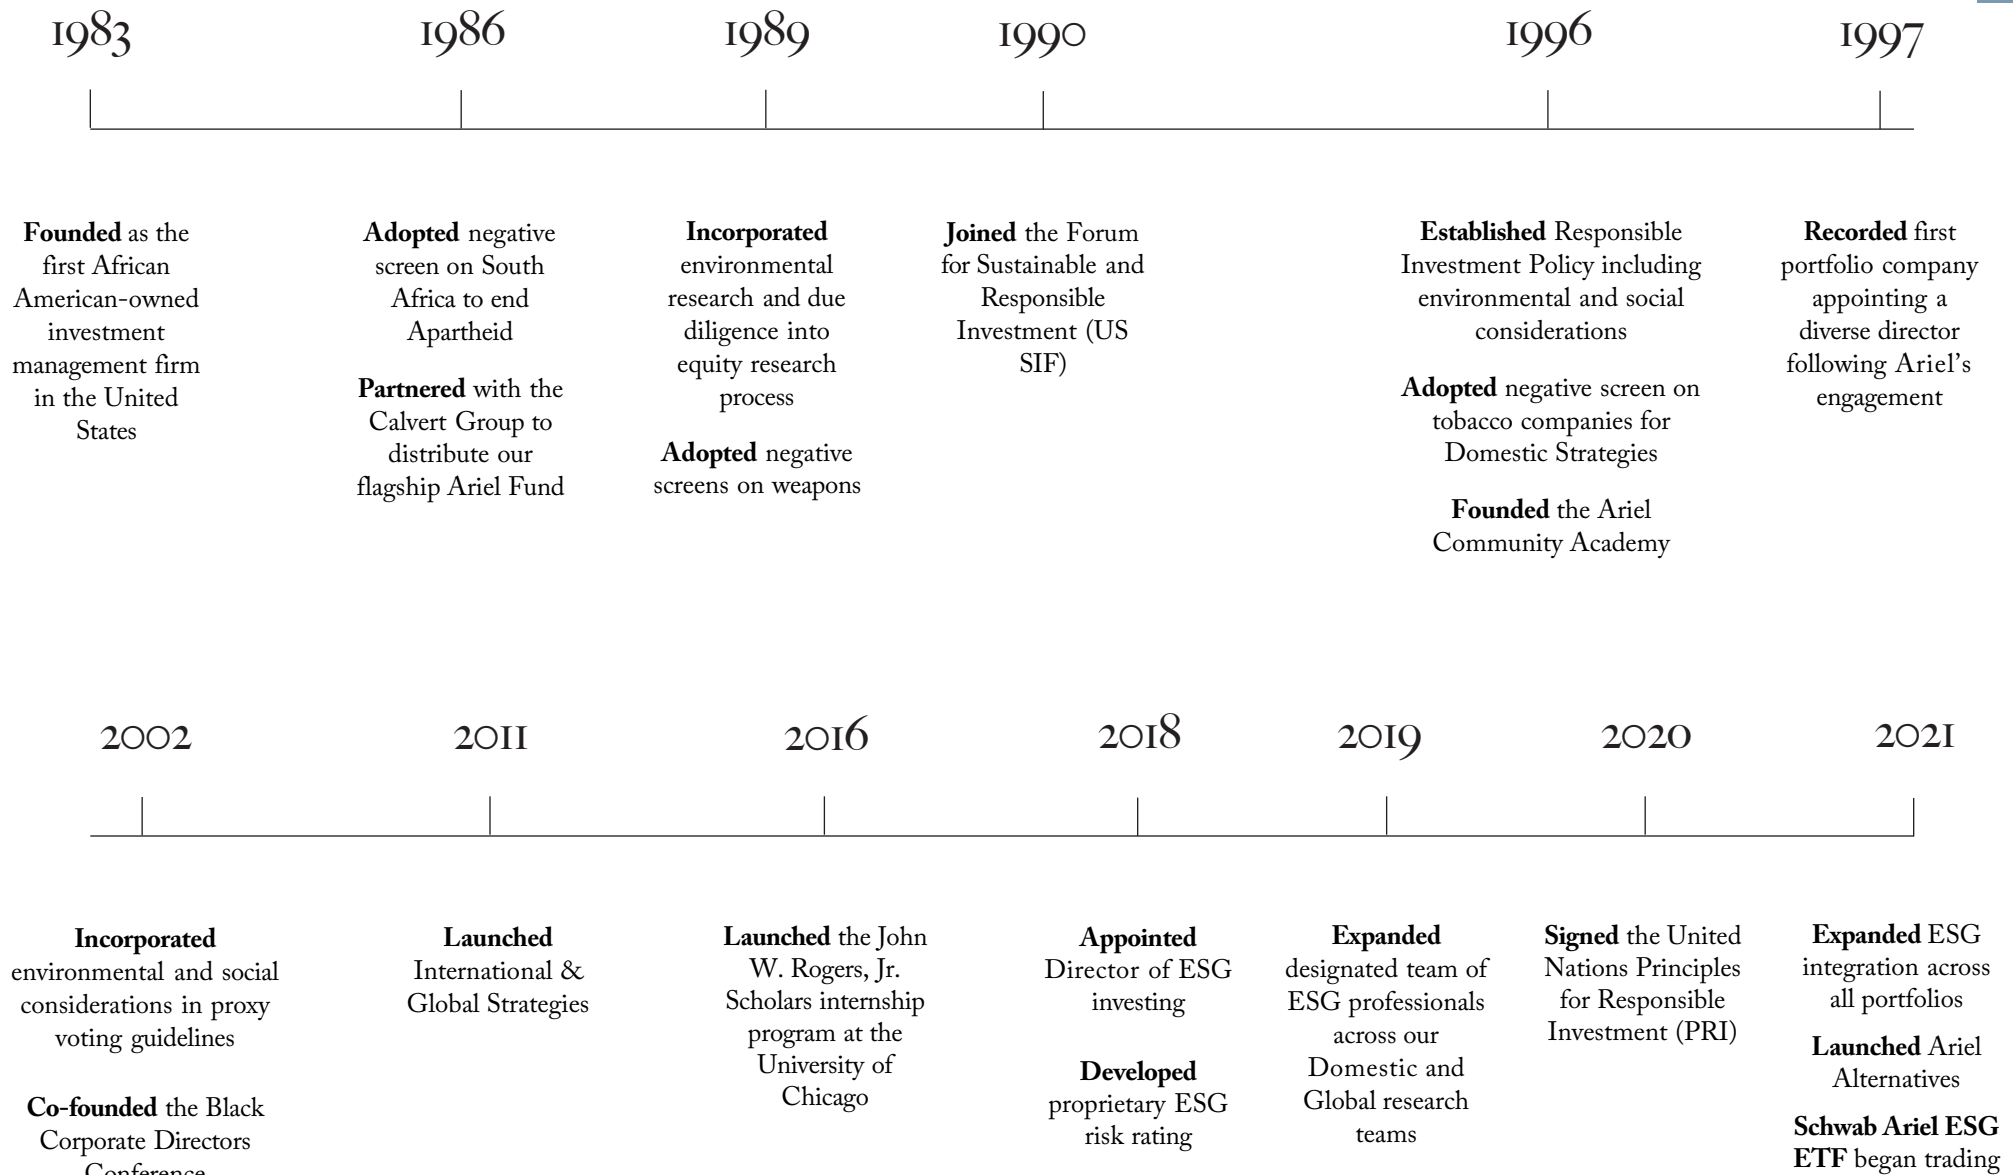 1983
1986
1989
1990
1996
1997
Founded as the
first African
American-owned
investment
management firm
in the United
States
Adopted negative
screen on South
Africa to end
Apartheid
Partnered with the
Calvert Group to
distribute our
flagship Ariel Fund
Incorporated
environmental
research and due
diligence into
equity research
process
Adopted negative
screens on weapons
Joined the Forum
for Sustainable and
Responsible
Investment (US
SIF)
Established Responsible
Investment Policy including
environmental and social
considerations
Adopted negative screen on
tobacco companies for
Domestic Strategies
Founded the Ariel
Community Academy
Recorded first
portfolio company
appointing a
diverse director
following Ariel's
engagement
2002
2011
2016
2018
2019
2020
2021
Incorporated
environmental and social
considerations in proxy
voting guidelines
Co-founded the Black
Corporate Directors
Conference
Launched
International &
Global Strategies
Launched the John
W. Rogers, Jr.
Scholars internship
program at the
University of
Chicago
Appointed
Director of ESG
investing
Developed
proprietary ESG
risk rating
Expanded
designated team of
ESG professionals
across our
Domestic and
Global research
teams
Signed the United
Nations Principles
for Responsible
Investment (PRI)
Expanded ESG
integration across
all portfolios
Launched Ariel
Alternatives
Schwab Ariel ESG
ETF began trading